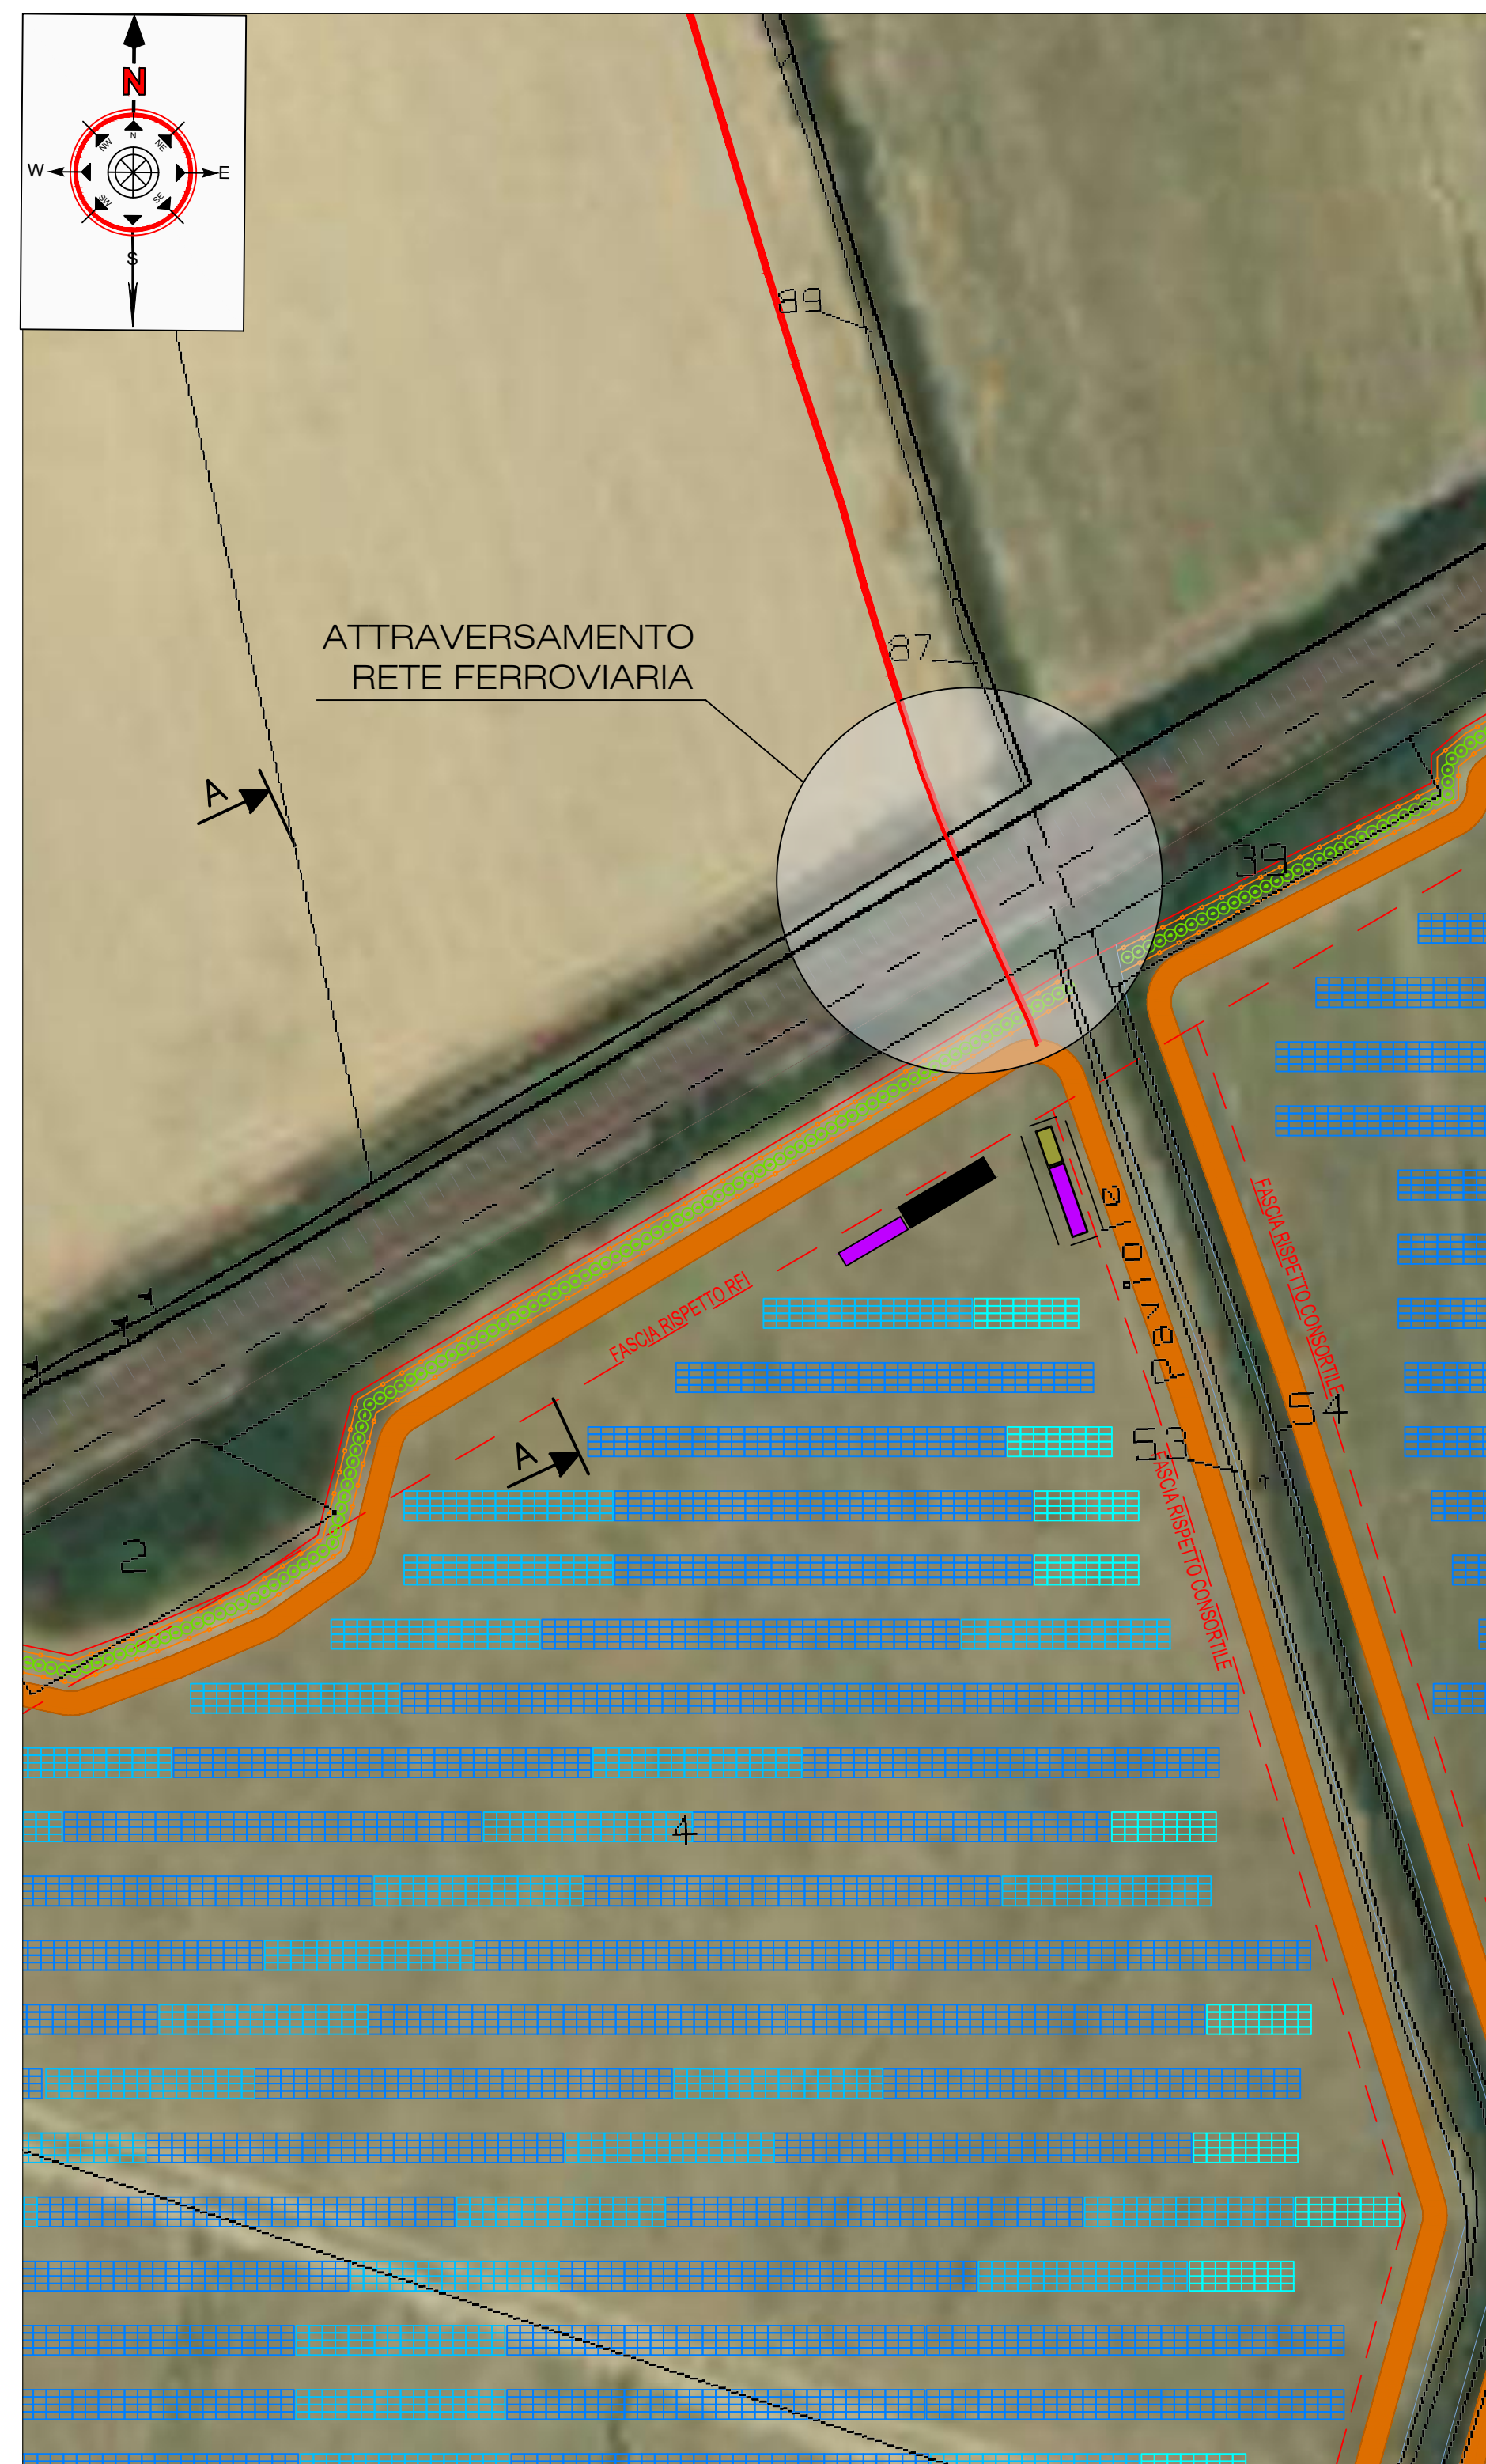 N
N
NW
NE
W
E
SW
SE
S
89
ATTRAVERSAMENTO
RETE FERROVIARIA
87
A
39
FASCIA RISPETTO RFI
FASCIA RISPETTO CONSORTILE
A
54
53
FASCIA RISPETTO CONSORTILE
2
4